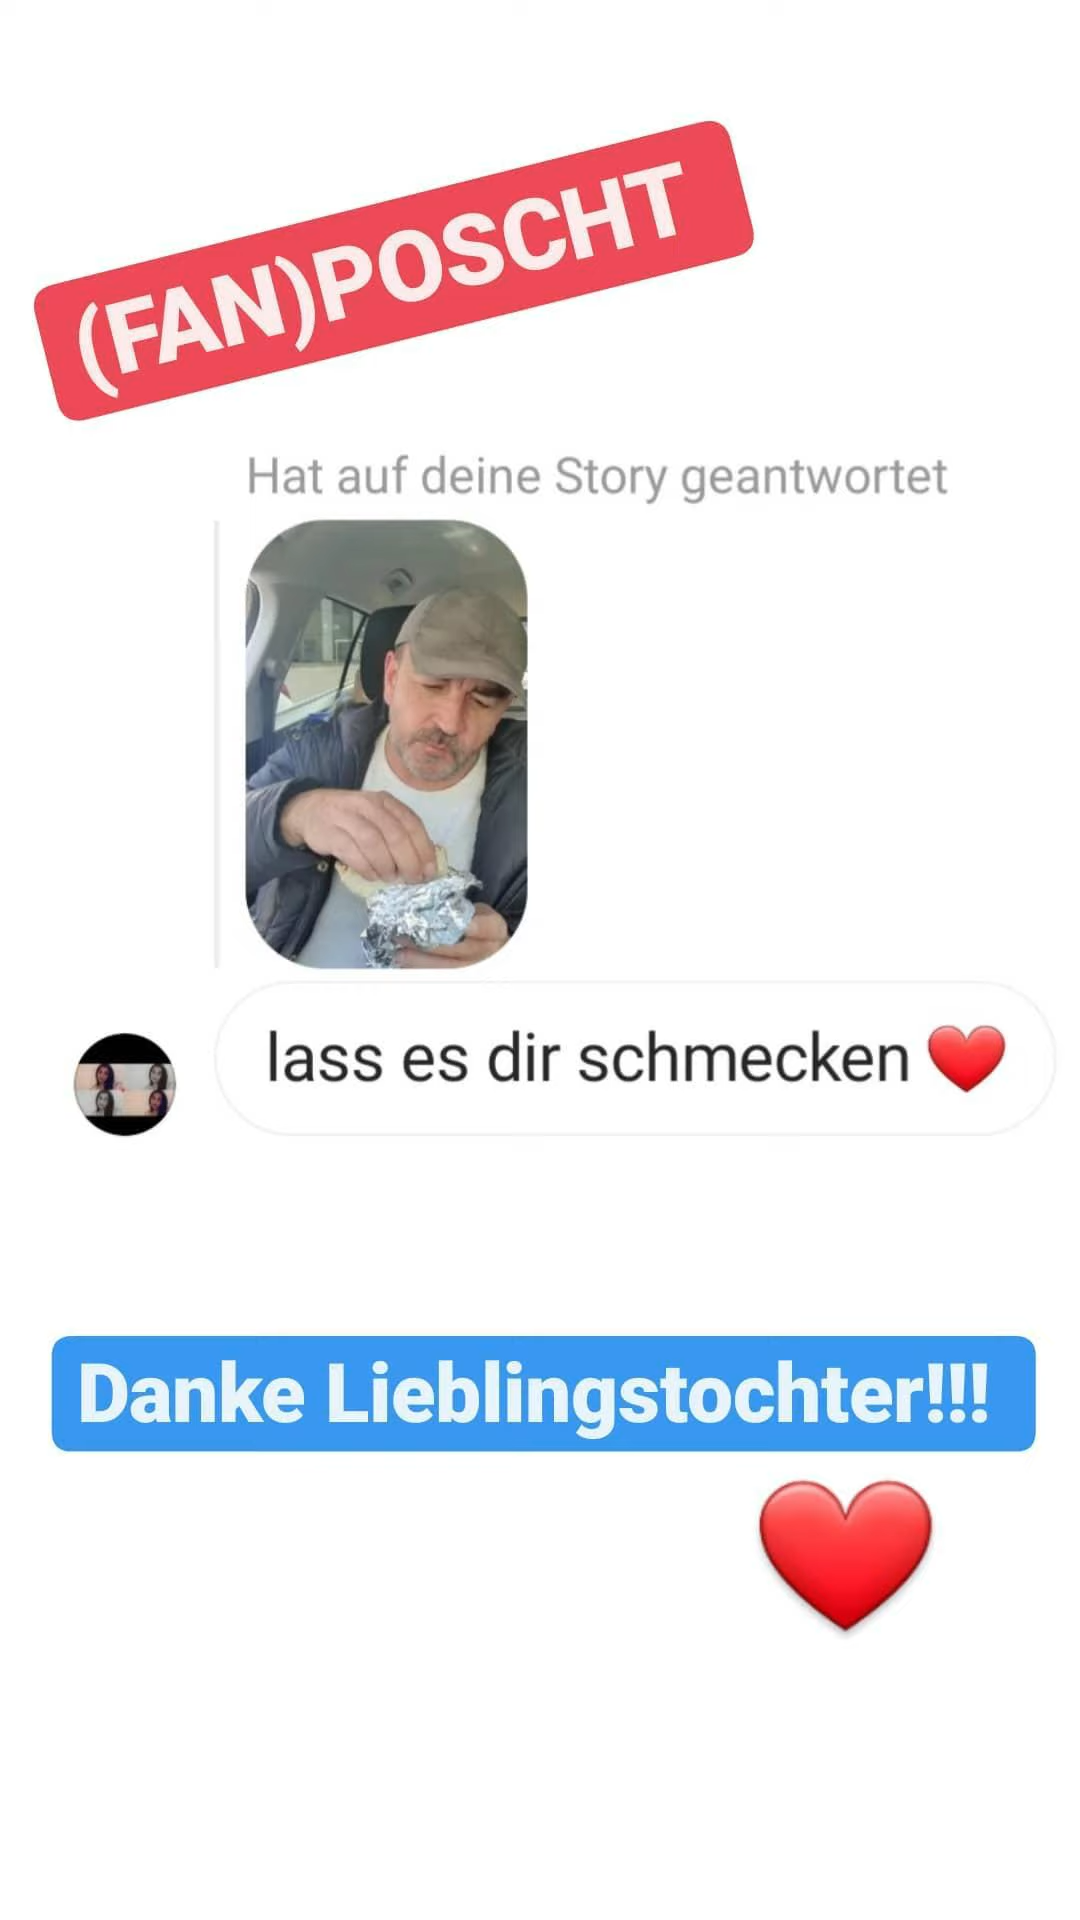 (FAN)POSCHT
Hat auf deine Story geantwortet
lass es dir schmecken ❤️
Danke Lieblingstochter!!!